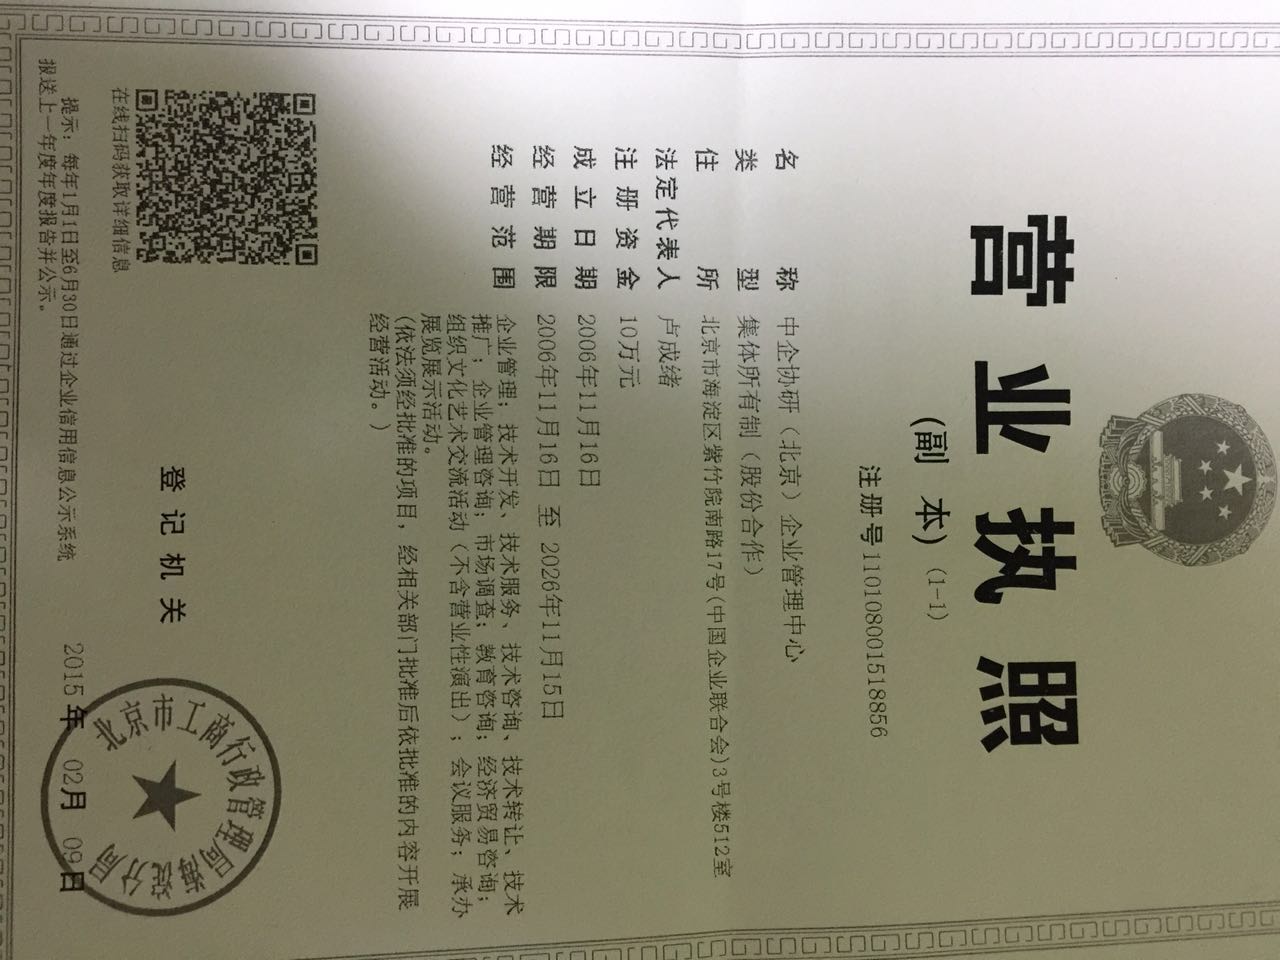 营业执照
(副 本) (1-1)
注册号110108001518856
名 称 中企协研（北京）企业管理中心
类 型 集体所有制（股份合作）
住 所 北京市海淀区紫竹院南路17号(中国企业联合会)3号楼512室
法定代表人 卢成绪
注册资金 10万元
成立日期 2006年11月16日
经营期限 2006年11月16日 至 2026年11月15日
经营范围 企业管理；技术开发、技术服务、技术咨询、技术转让、技术
推广；企业管理咨询；市场调查；教育咨询；经济贸易咨询；
组织文化艺术交流活动（不含营业性演出）；会议服务；承办
展览展示活动。
(依法须经批准的项目，经相关部门批准后依批准的内容开展
经营活动。)
在线扫码获取详细信息
登记机关
北京市工商行政管理局海淀分局
2015年 02月 09日
提示：每年1月1日至6月30日通过企业信用信息公示系统
报送上一年度年度报告并公示。